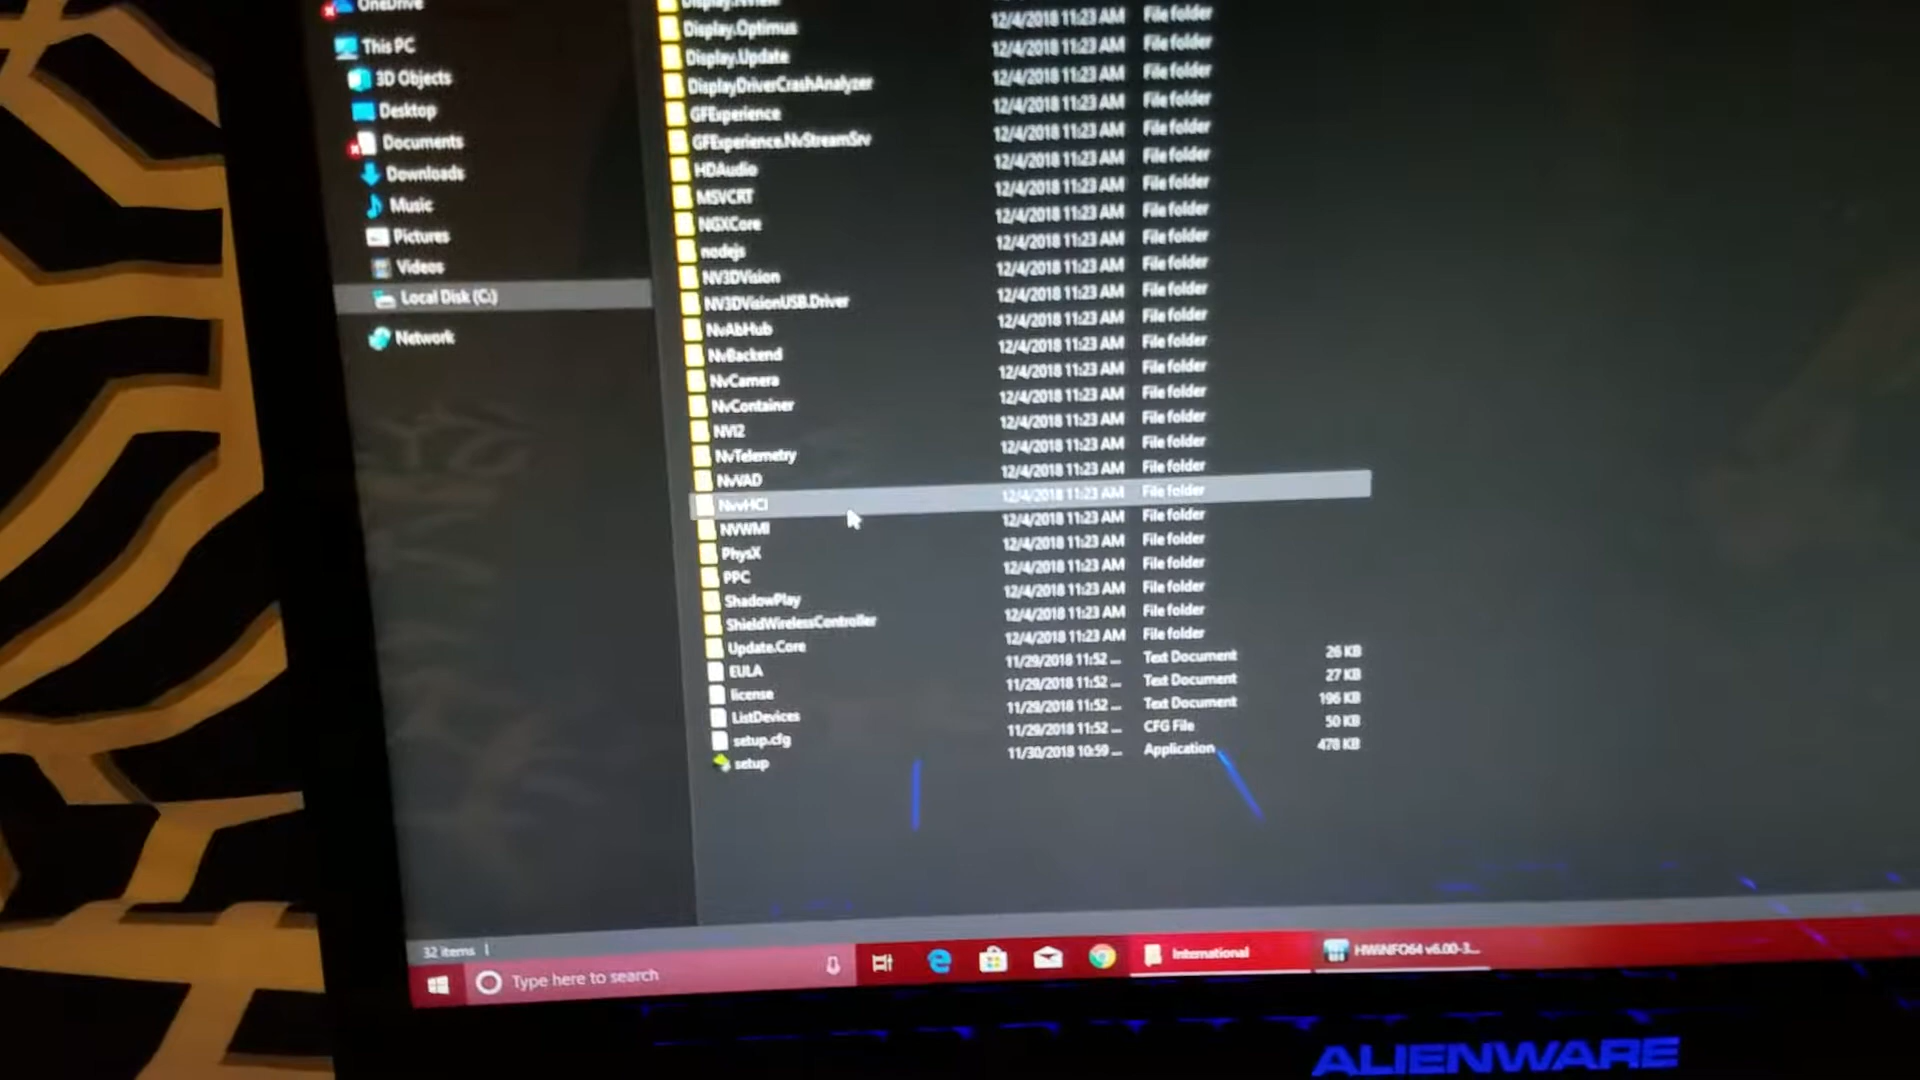 OneDrive
This PC
3D Objects
Desktop
Documents
Downloads
Music
Pictures
Videos
Local Disk (C:)
Network
12/4/2018 11:23 AM File folder
Display.Optimus 12/4/2018 11:23 AM File folder
Display.Update 12/4/2018 11:23 AM File folder
DisplayDriverCrashAnalyzer 12/4/2018 11:23 AM File folder
GFExperience 12/4/2018 11:23 AM File folder
GFExperience.NvStreamSrv 12/4/2018 11:23 AM File folder
HDAudio 12/4/2018 11:23 AM File folder
MSVCRT 12/4/2018 11:23 AM File folder
NGXCore 12/4/2018 11:23 AM File folder
nodejs 12/4/2018 11:23 AM File folder
NV3DVision 12/4/2018 11:23 AM File folder
NV3DVisionUSB.Driver 12/4/2018 11:23 AM File folder
NvAbHub 12/4/2018 11:23 AM File folder
NvBackend 12/4/2018 11:23 AM File folder
NvCamera 12/4/2018 11:23 AM File folder
NvContainer 12/4/2018 11:23 AM File folder
NVI2 12/4/2018 11:23 AM File folder
NvTelemetry 12/4/2018 11:23 AM File folder
NvVAD 12/4/2018 11:23 AM File folder
NvvHCI 12/4/2018 11:23 AM File folder
NVWMI 12/4/2018 11:23 AM File folder
PhysX 12/4/2018 11:23 AM File folder
PPC 12/4/2018 11:23 AM File folder
ShadowPlay 12/4/2018 11:23 AM File folder
ShieldWirelessController 12/4/2018 11:23 AM File folder
Update.Core 12/4/2018 11:23 AM File folder
EULA 11/29/2018 11:52 ... Text Document 26 KB
license 11/29/2018 11:52 ... Text Document 27 KB
ListDevices 11/29/2018 11:52 ... Text Document 196 KB
setup.cfg 11/29/2018 11:52 ... CFG File 50 KB
setup 11/30/2018 10:59 ... Application 478 KB
32 items
Type here to search
International
HWiNFO64 v6.00-3...
ALIENWARE